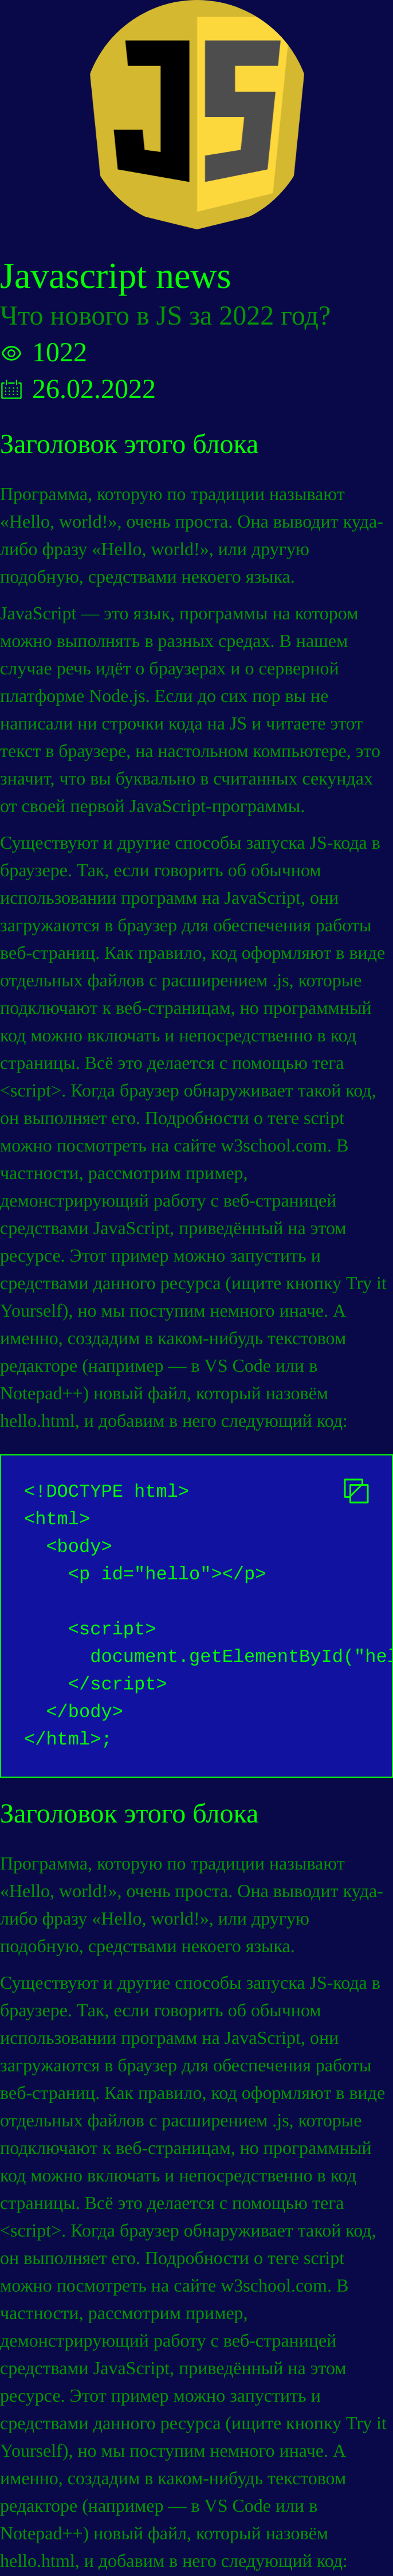 JS
Javascript news
Что нового в JS за 2022 год?
1022
26.02.2022
Заголовок этого блока
Программа, которую по традиции называют
«Hello, world!», очень проста. Она выводит куда-
либо фразу «Hello, world!», или другую
подобную, средствами некоего языка.
JavaScript — это язык, программы на котором
можно выполнять в разных средах. В нашем
случае речь идёт о браузерах и о серверной
платформе Node.js. Если до сих пор вы не
написали ни строчки кода на JS и читаете этот
текст в браузере, на настольном компьютере, это
значит, что вы буквально в считанных секундах
от своей первой JavaScript-программы.
Существуют и другие способы запуска JS-кода в
браузере. Так, если говорить об обычном
использовании программ на JavaScript, они
загружаются в браузер для обеспечения работы
веб-страниц. Как правило, код оформляют в виде
отдельных файлов с расширением .js, которые
подключают к веб-страницам, но программный
код можно включать и непосредственно в код
страницы. Всё это делается с помощью тега
<script>. Когда браузер обнаруживает такой код,
он выполняет его. Подробности о теге script
можно посмотреть на сайте w3school.com. В
частности, рассмотрим пример,
демонстрирующий работу с веб-страницей
средствами JavaScript, приведённый на этом
ресурсе. Этот пример можно запустить и
средствами данного ресурса (ищите кнопку Try it
Yourself), но мы поступим немного иначе. А
именно, создадим в каком-нибудь текстовом
редакторе (например — в VS Code или в
Notepad++) новый файл, который назовём
hello.html, и добавим в него следующий код:
<!DOCTYPE html>
<html>
  <body>
    <p id="hello"></p>

    <script>
      document.getElementById("hel
    </script>
  </body>
</html>;
Заголовок этого блока
Программа, которую по традиции называют
«Hello, world!», очень проста. Она выводит куда-
либо фразу «Hello, world!», или другую
подобную, средствами некоего языка.
Существуют и другие способы запуска JS-кода в
браузере. Так, если говорить об обычном
использовании программ на JavaScript, они
загружаются в браузер для обеспечения работы
веб-страниц. Как правило, код оформляют в виде
отдельных файлов с расширением .js, которые
подключают к веб-страницам, но программный
код можно включать и непосредственно в код
страницы. Всё это делается с помощью тега
<script>. Когда браузер обнаруживает такой код,
он выполняет его. Подробности о теге script
можно посмотреть на сайте w3school.com. В
частности, рассмотрим пример,
демонстрирующий работу с веб-страницей
средствами JavaScript, приведённый на этом
ресурсе. Этот пример можно запустить и
средствами данного ресурса (ищите кнопку Try it
Yourself), но мы поступим немного иначе. А
именно, создадим в каком-нибудь текстовом
редакторе (например — в VS Code или в
Notepad++) новый файл, который назовём
hello.html, и добавим в него следующий код: